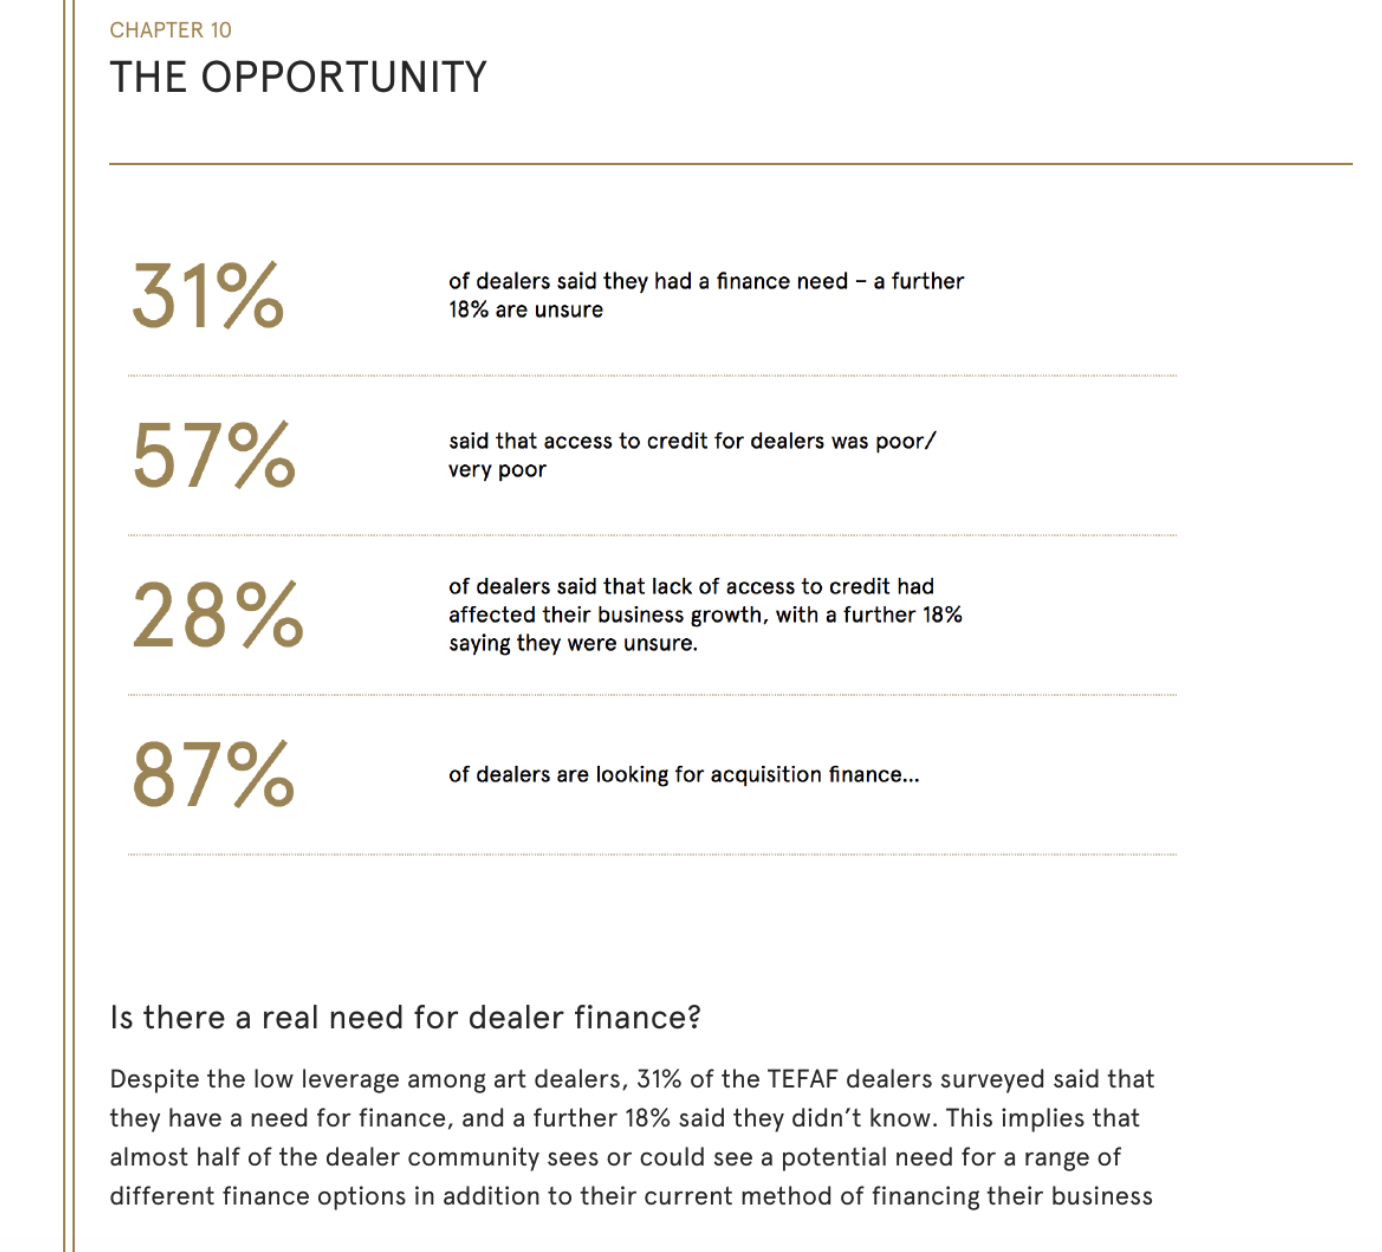 CHAPTER 10
THE OPPORTUNITY
31%
of dealers said they had a finance need – a further
18% are unsure
57%
said that access to credit for dealers was poor/
very poor
28%
of dealers said that lack of access to credit had
affected their business growth, with a further 18%
saying they were unsure.
87%
of dealers are looking for acquisition finance...
Is there a real need for dealer finance?
Despite the low leverage among art dealers, 31% of the TEFAF dealers surveyed said that
they have a need for finance, and a further 18% said they didn’t know. This implies that
almost half of the dealer community sees or could see a potential need for a range of
different finance options in addition to their current method of financing their business